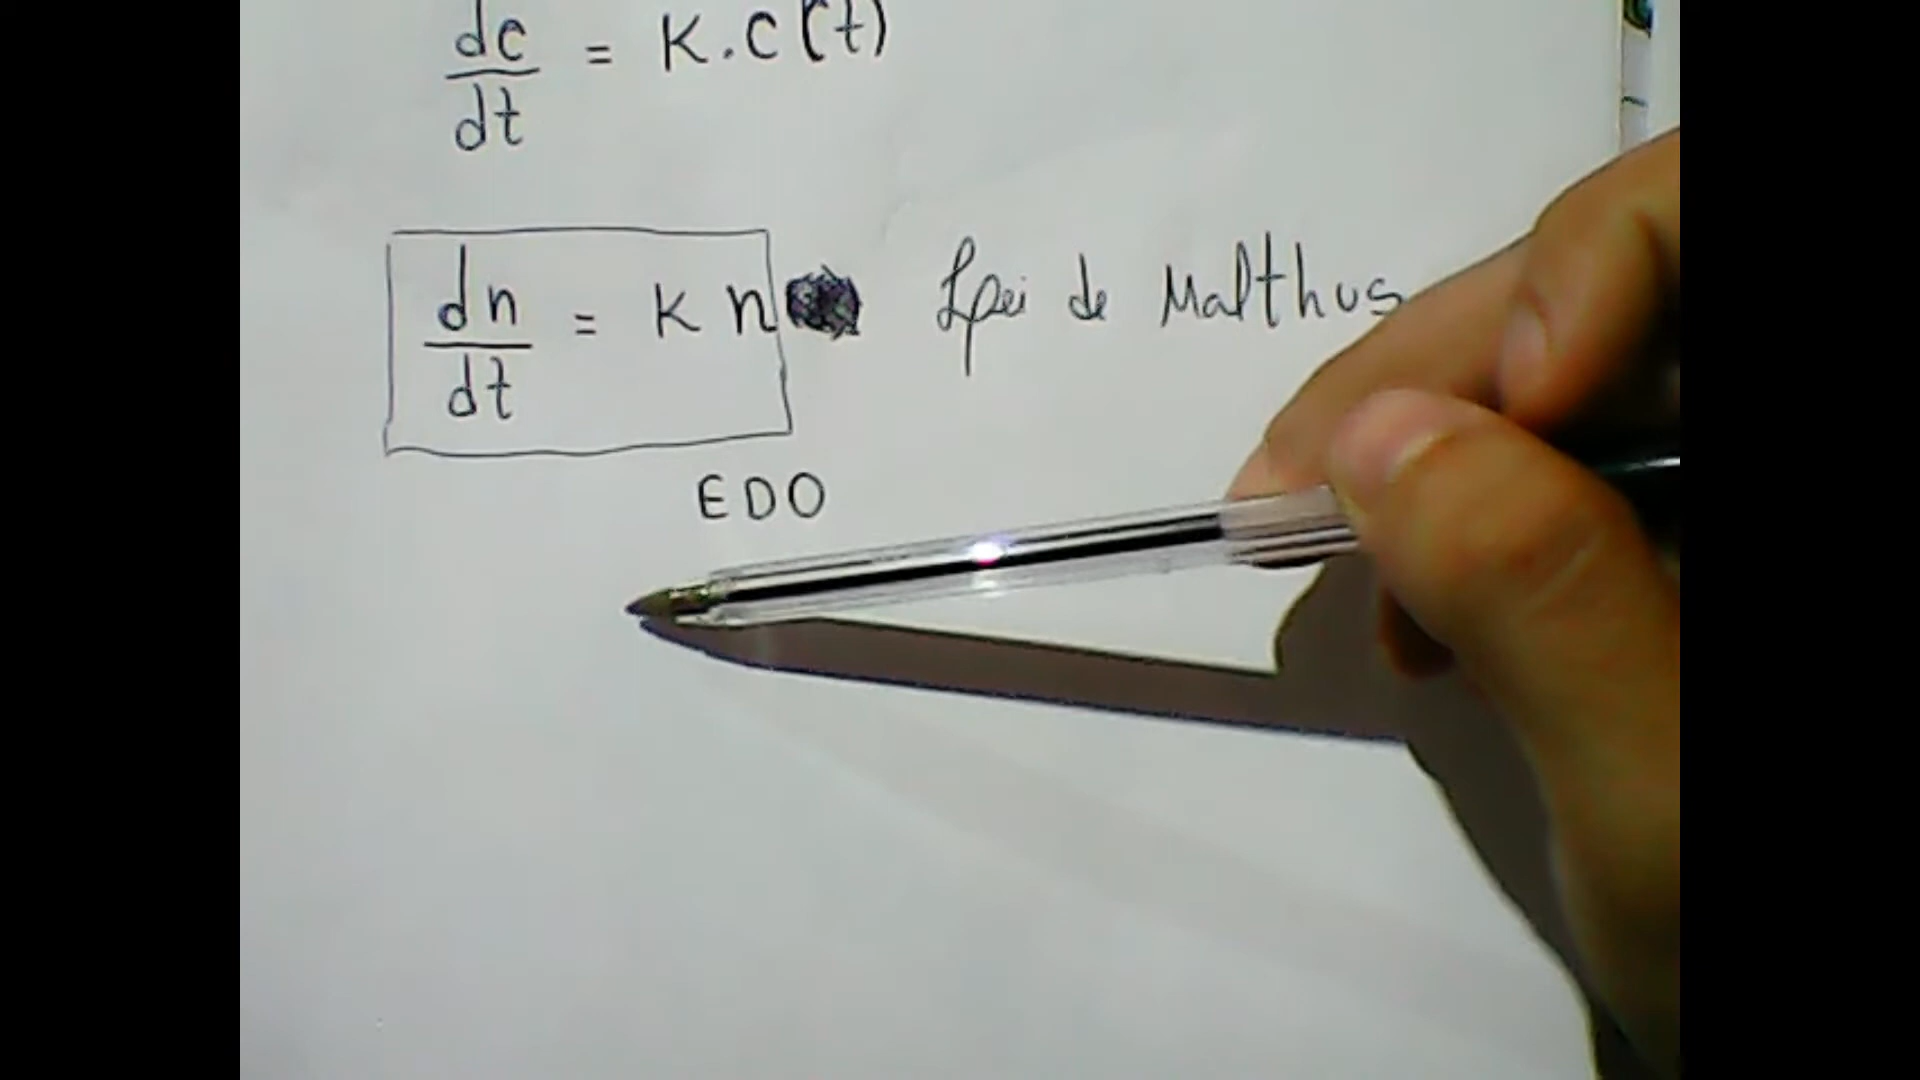 dc/dt = K.C(t)
dn/dt = K n Lei de Malthus
EDO